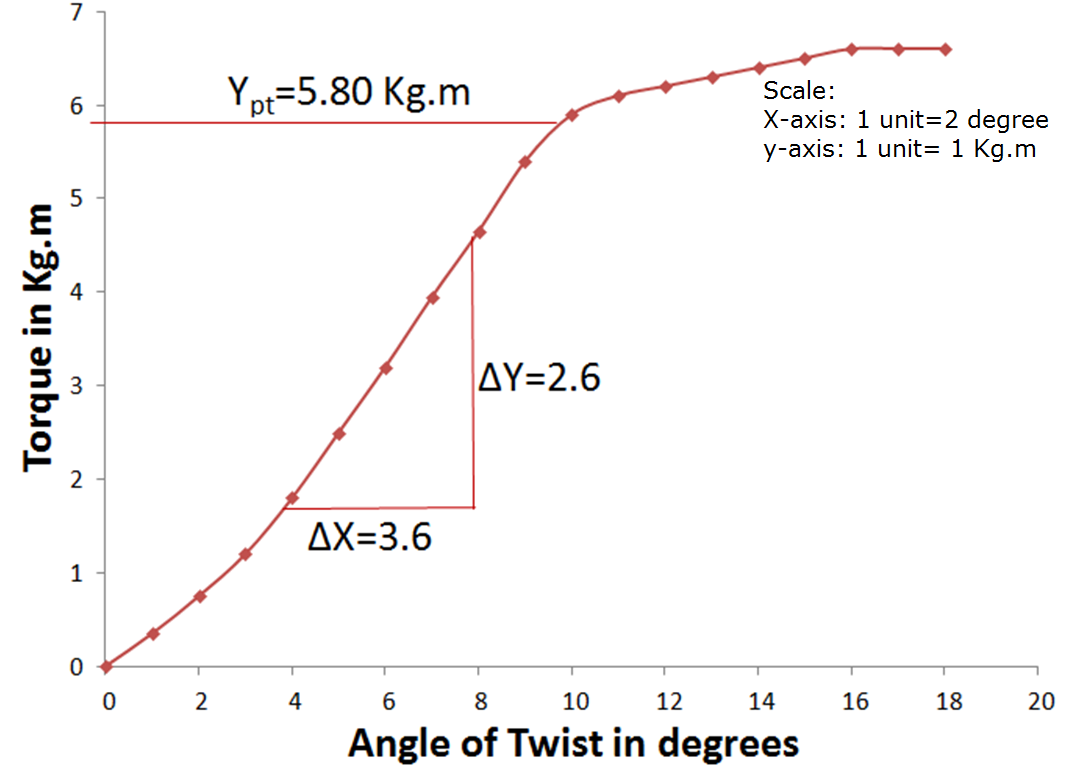 7
6
5
4
3
2
1
0
Torque in Kg.m
Ypt=5.80 Kg.m
Scale:
X-axis: 1 unit=2 degree
y-axis: 1 unit= 1 Kg.m
ΔY=2.6
ΔX=3.6
0 2 4 6 8 10 12 14 16 18 20
Angle of Twist in degrees